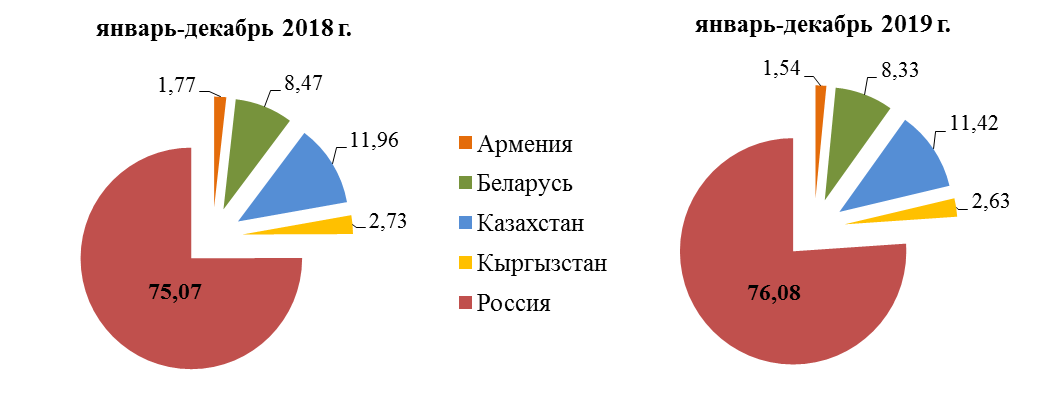 январь-декабрь 2018 г.
1,77
8,47
11,96
2,73
75,07
Армения
Беларусь
Казахстан
Кыргызстан
Россия
январь-декабрь 2019 г.
1,54
8,33
11,42
2,63
76,08